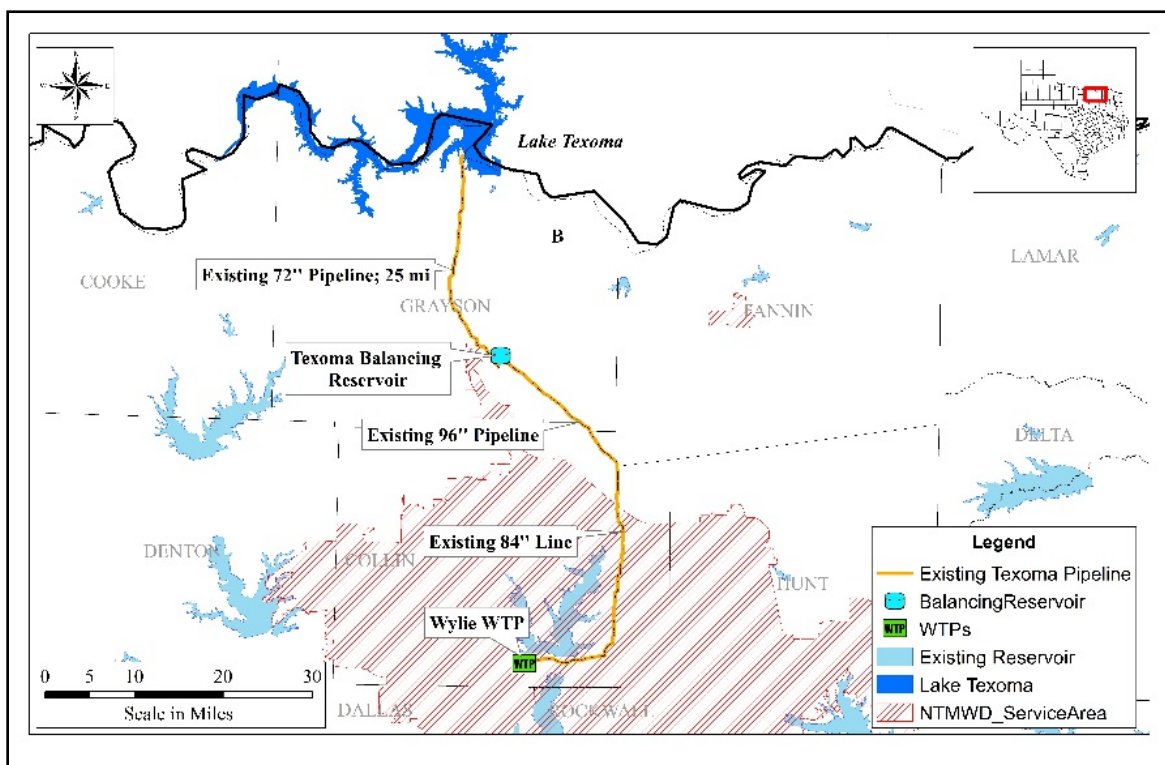 Lake Texoma
B
COOKE
LAMAR
Existing 72" Pipeline; 25 mi
GRAYSON
FANNIN
Texoma Balancing
Reservoir
Existing 96" Pipeline
DELTA
Existing 84" Line
DENTON
COLLIN
HUNT
Wylie WTP
WTP
DALLAS
ROCKWALL
0 5 10 20 30
Scale in Miles
Legend
Existing Texoma Pipeline
BalancingReservoir
WTP WTPs
Existing Reservoir
Lake Texoma
NTMWD_ServiceArea